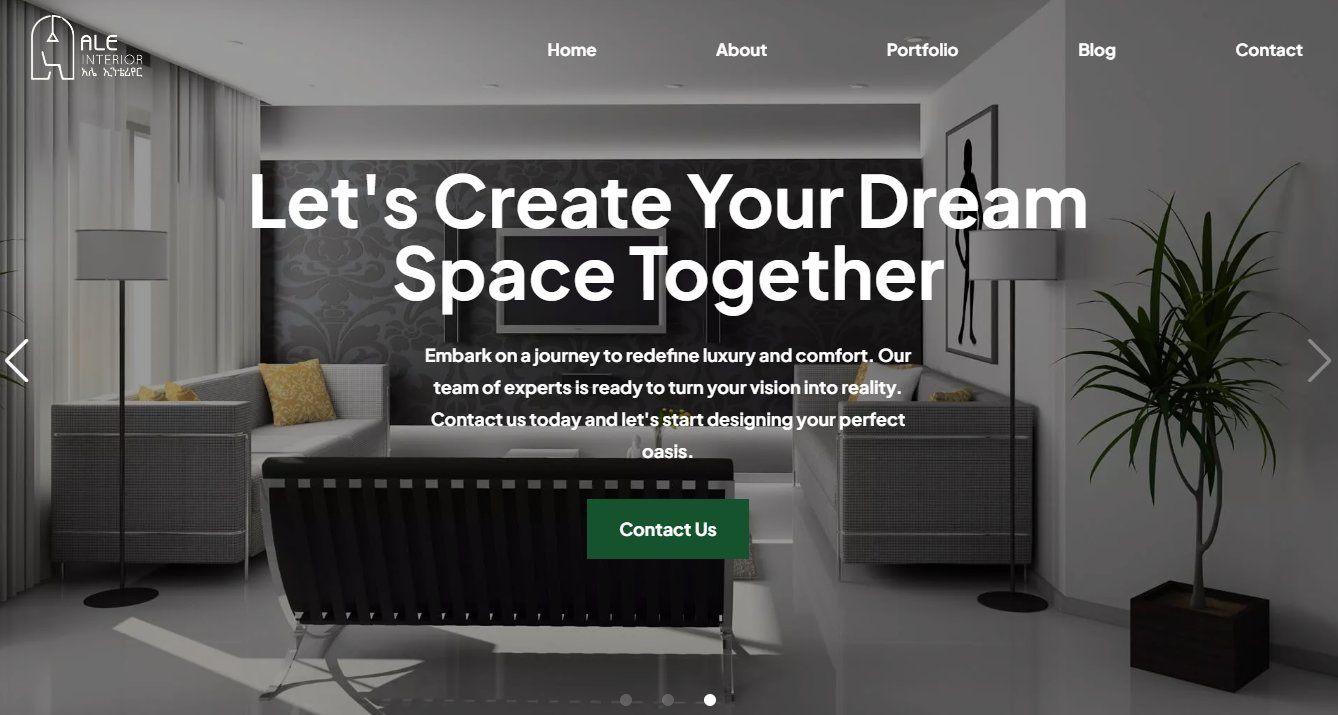 ALE
INTERIOR
አሌ ኢንቴሪየር
Home
About
Portfolio
Blog
Contact
Let's Create Your Dream
Space Together
Embark on a journey to redefine luxury and comfort. Our
team of experts is ready to turn your vision into reality.
Contact us today and let's start designing your perfect
oasis.
Contact Us